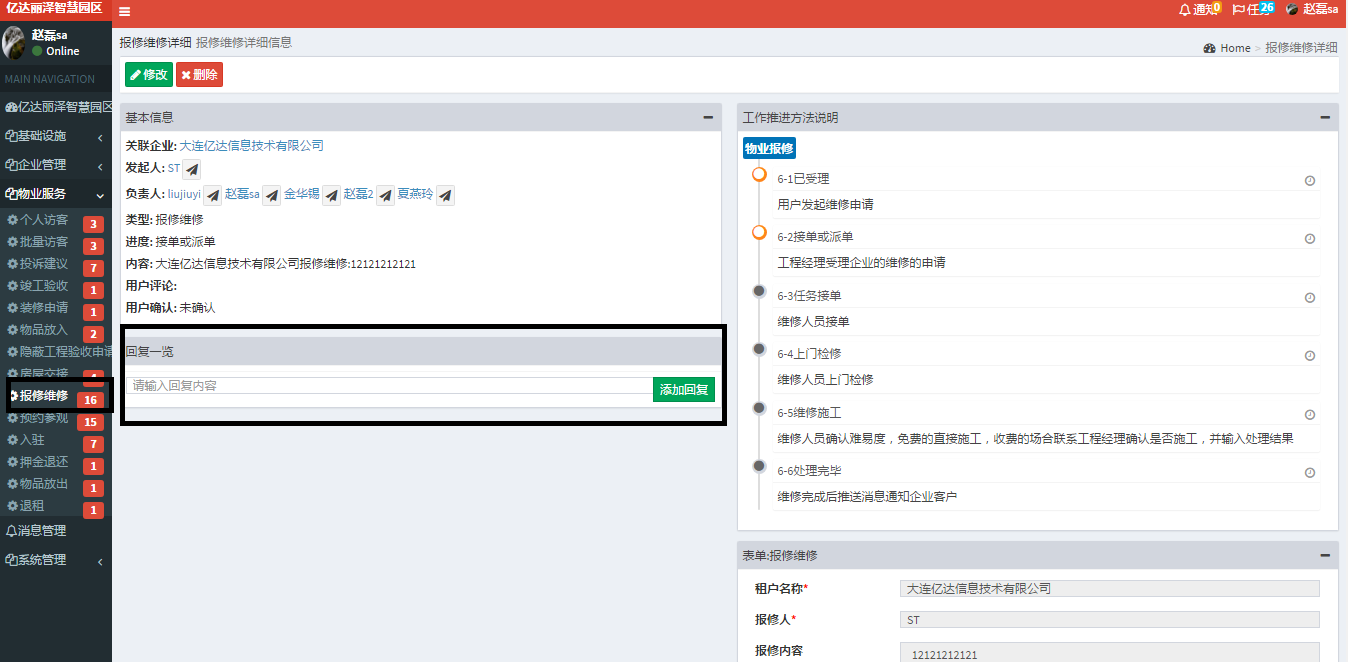 亿达丽泽智慧园区
通知 0
任务 26
赵磊sa
赵磊sa
Online
MAIN NAVIGATION
亿达丽泽智慧园区
基础设施
企业管理
物业服务
个人访客 3
批量访客 3
投诉建议 7
竣工验收 1
装修申请 1
物品放入 2
隐蔽工程验收申请
房屋交接 4
报修维修 16
预约参观 15
入驻 7
押金退还 1
物品放出 1
退租 1
消息管理
系统管理
报修维修详细 报修维修详细信息
Home > 报修维修详细
修改 删除
基本信息
关联企业: 大连亿达信息技术有限公司
发起人: ST
负责人: liujiuyi 赵磊sa 金华锡 赵磊2 夏燕玲
类型: 报修维修
进度: 接单或派单
内容: 大连亿达信息技术有限公司报修维修:12121212121
用户评论:
用户确认: 未确认
回复一览
请输入回复内容 添加回复
工作推进方法说明
物业报修
6-1已受理
用户发起维修申请
6-2接单或派单
工程经理受理企业的维修的申请
6-3任务接单
维修人员接单
6-4上门检修
维修人员上门检修
6-5维修施工
维修人员确认难易度，免费的直接施工，收费的场合联系工程经理确认是否施工，并输入处理结果
6-6处理完毕
维修完成后推送消息通知企业客户
表单:报修维修
租户名称* 大连亿达信息技术有限公司
报修人* ST
报修内容 12121212121